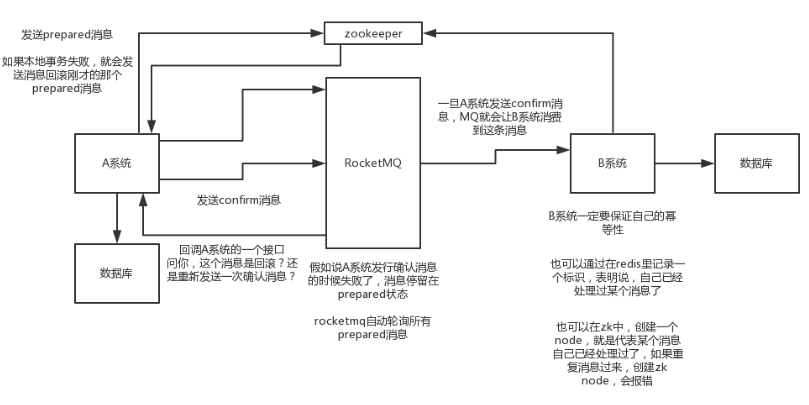 发送prepared消息
如果本地事务失败，就会发
送消息回滚刚才的那个
prepared消息
zookeeper
A系统
RocketMQ
一旦A系统发送confirm消
息，MQ就会让B系统消费
到这条消息
B系统
数据库
发送confirm消息
数据库
回调A系统的一个接口
问你，这个消息是回滚？还
是重新发送一次确认消息？
假如说A系统发行确认消息
的时候失败了，消息停留在
prepared状态
rocketmq自动轮询所有
prepared消息
B系统一定要保证自己的幂
等性
也可以通过在redis里记录一
个标识，表明说，自己已经
处理过某个消息了
也可以在zk中，创建一个
node，就是代表某个消息
自己已经处理过了，如果重
复消息过来，创建zk
node，会报错